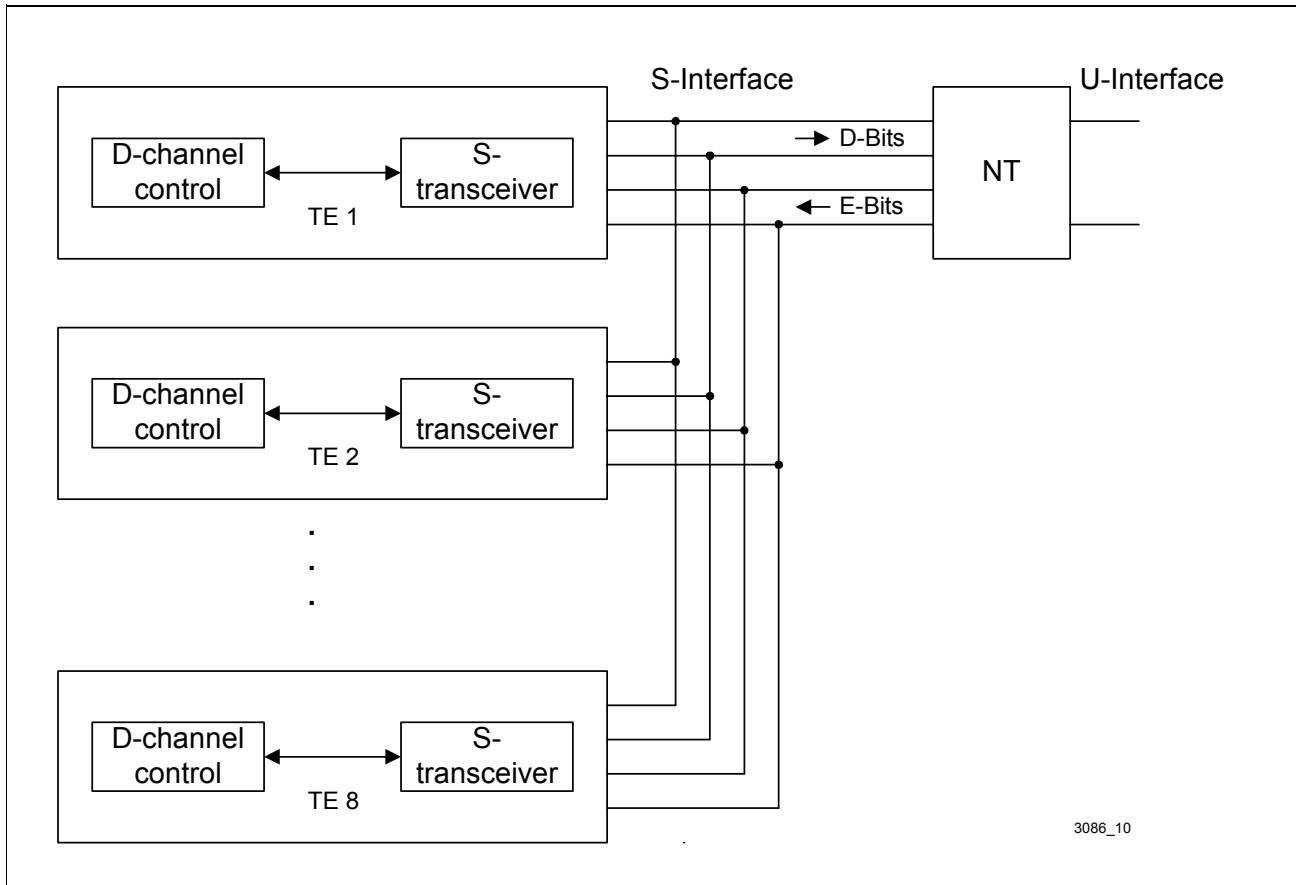 S-Interface
U-Interface
D-channel
control
S-
transceiver
TE 1
D-Bits
E-Bits
NT
D-channel
control
S-
transceiver
TE 2
.
.
.
D-channel
control
S-
transceiver
TE 8
3086_10
.